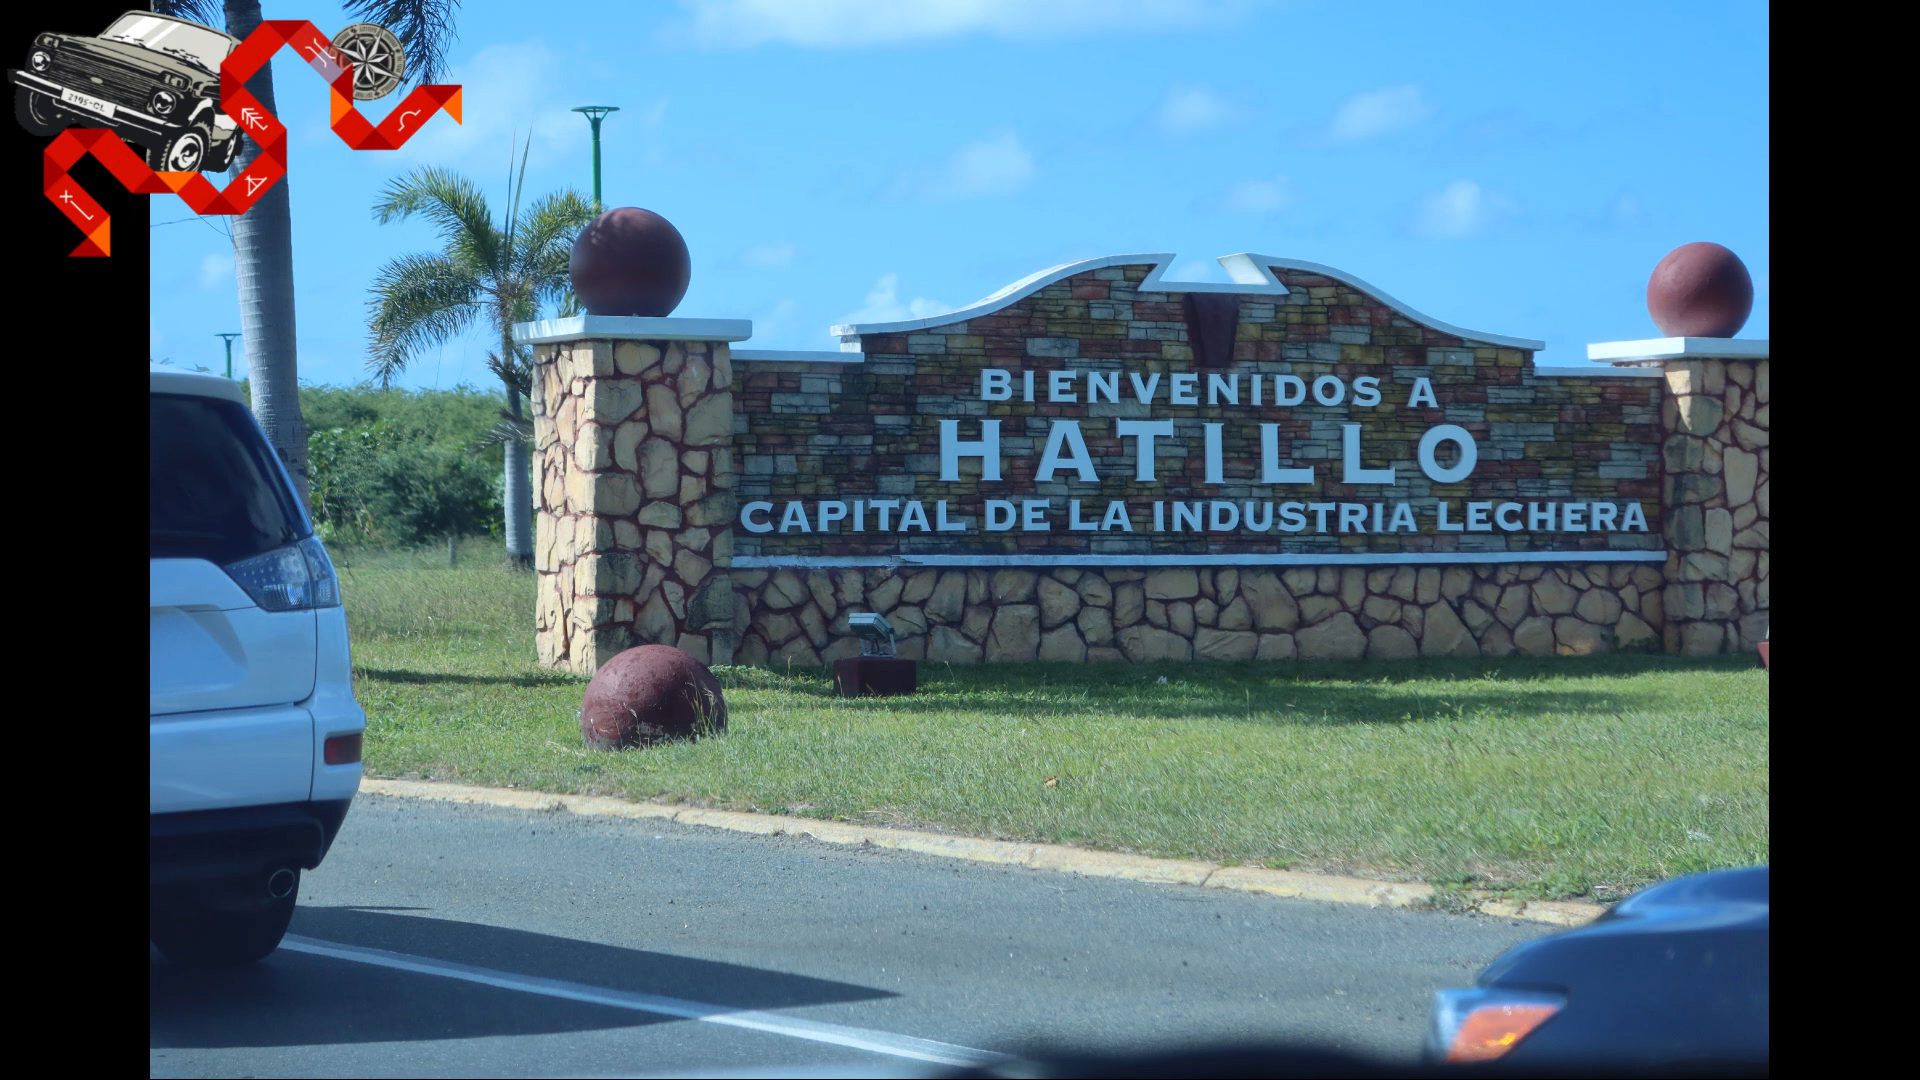 BIENVENIDOS A
HATILLO
CAPITAL DE LA INDUSTRIA LECHERA